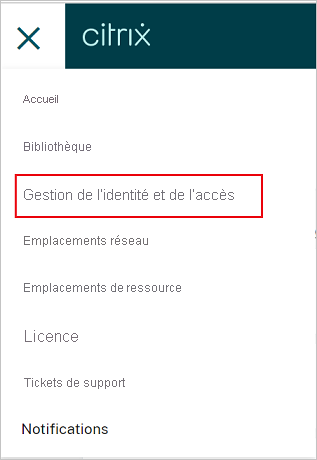 citrix
Accueil
Bibliothèque
Gestion de l'identité et de l'accès
Emplacements réseau
Emplacements de ressource
Licence
Tickets de support
Notifications